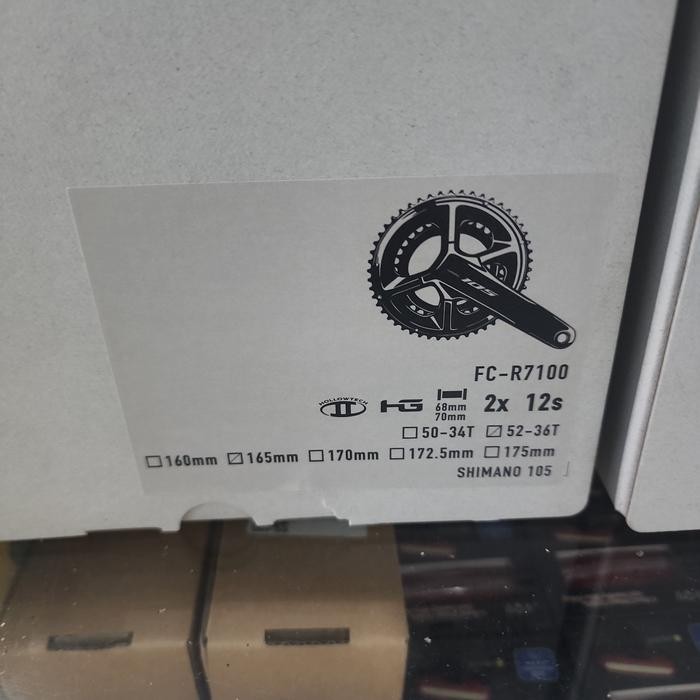 105
FC-R7100
HOLLOWTECH II HG 68mm 70mm 2x 12s
50-34T 52-36T
160mm 165mm 170mm 172.5mm 175mm
SHIMANO 105